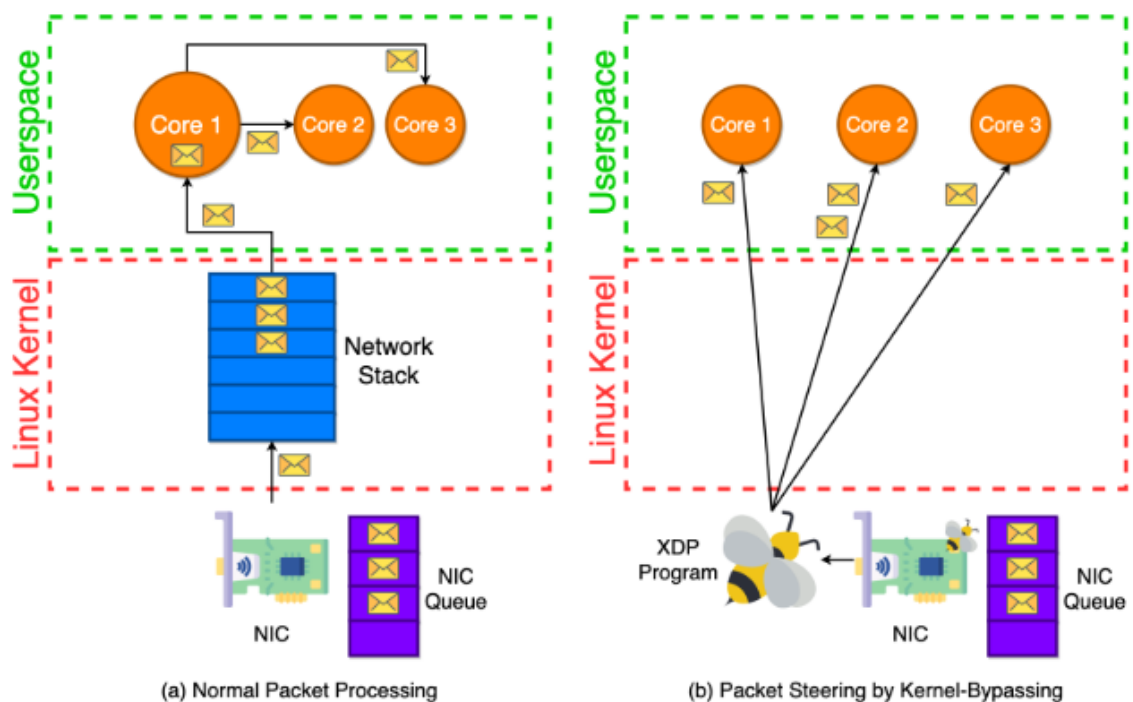 Userspace
Core 1
Core 2
Core 3
Linux Kernel
Network
Stack
NIC
NIC
Queue
(a) Normal Packet Processing
Userspace
Core 1
Core 2
Core 3
Linux Kernel
XDP
Program
NIC
NIC
Queue
(b) Packet Steering by Kernel-Bypassing